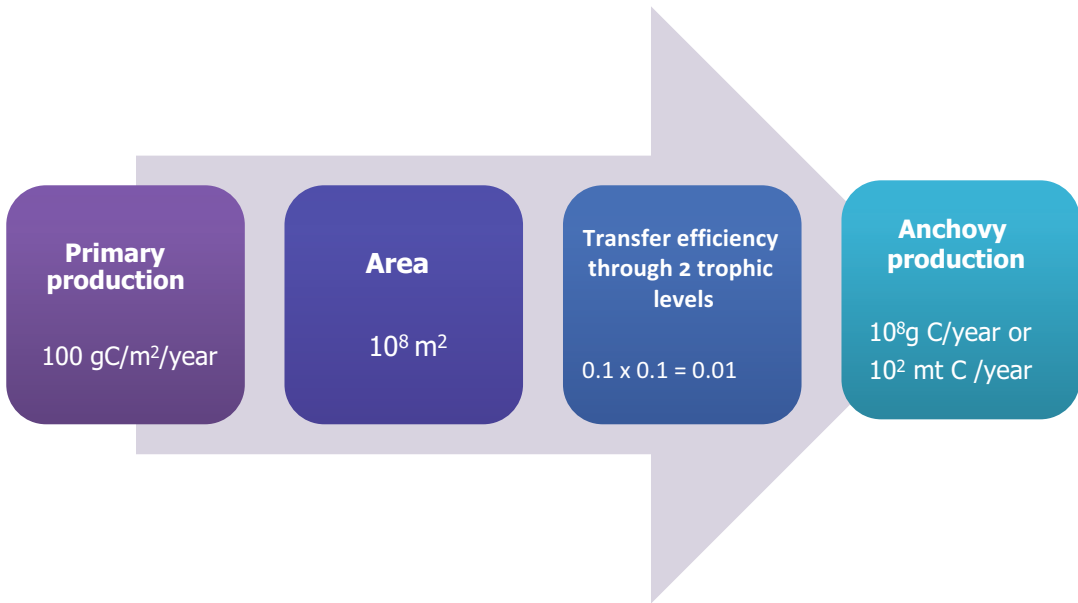 Primary
production
100 gC/m²/year
Area
10⁸ m²
Transfer efficiency
through 2 trophic
levels
0.1 x 0.1 = 0.01
Anchovy
production
10⁸g C/year or
10² mt C /year